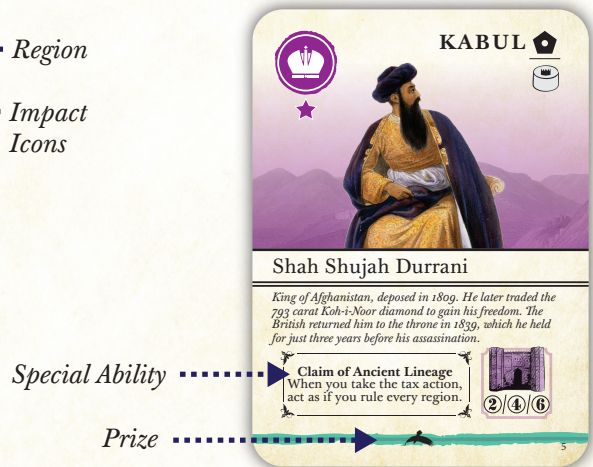 Region
Impact
Icons
KABUL
Shah Shujah Durrani
King of Afghanistan, deposed in 1809. He later traded the
793 carat Koh-i-Noor diamond to gain his freedom. The
British returned him to the throne in 1839, which he held
for just three years before his assassination.
Special Ability
Claim of Ancient Lineage
When you take the tax action,
act as if you rule every region.
2/4/6
Prize
5